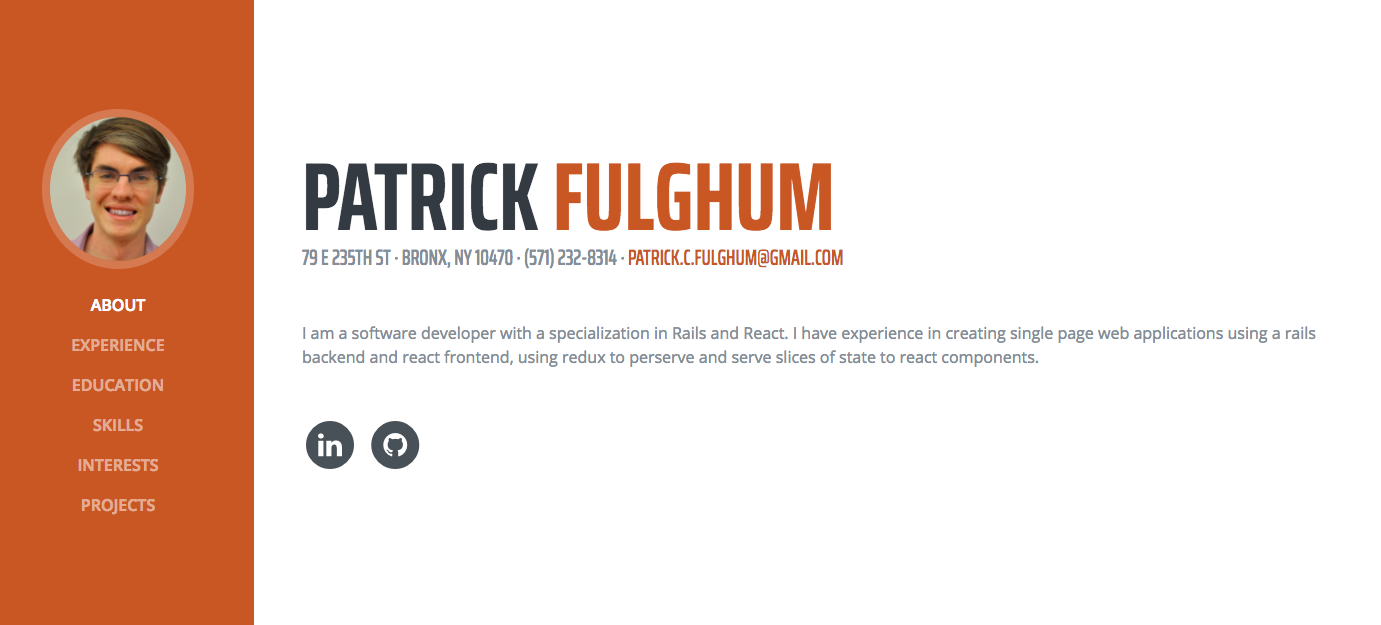 ABOUT
EXPERIENCE
EDUCATION
SKILLS
INTERESTS
PROJECTS
PATRICK FULGHUM
79 E 235TH ST · BRONX, NY 10470 · (571) 232-8314 · PATRICK.C.FULGHUM@GMAIL.COM
I am a software developer with a specialization in Rails and React. I have experience in creating single page web applications using a rails
backend and react frontend, using redux to perserve and serve slices of state to react components.
in